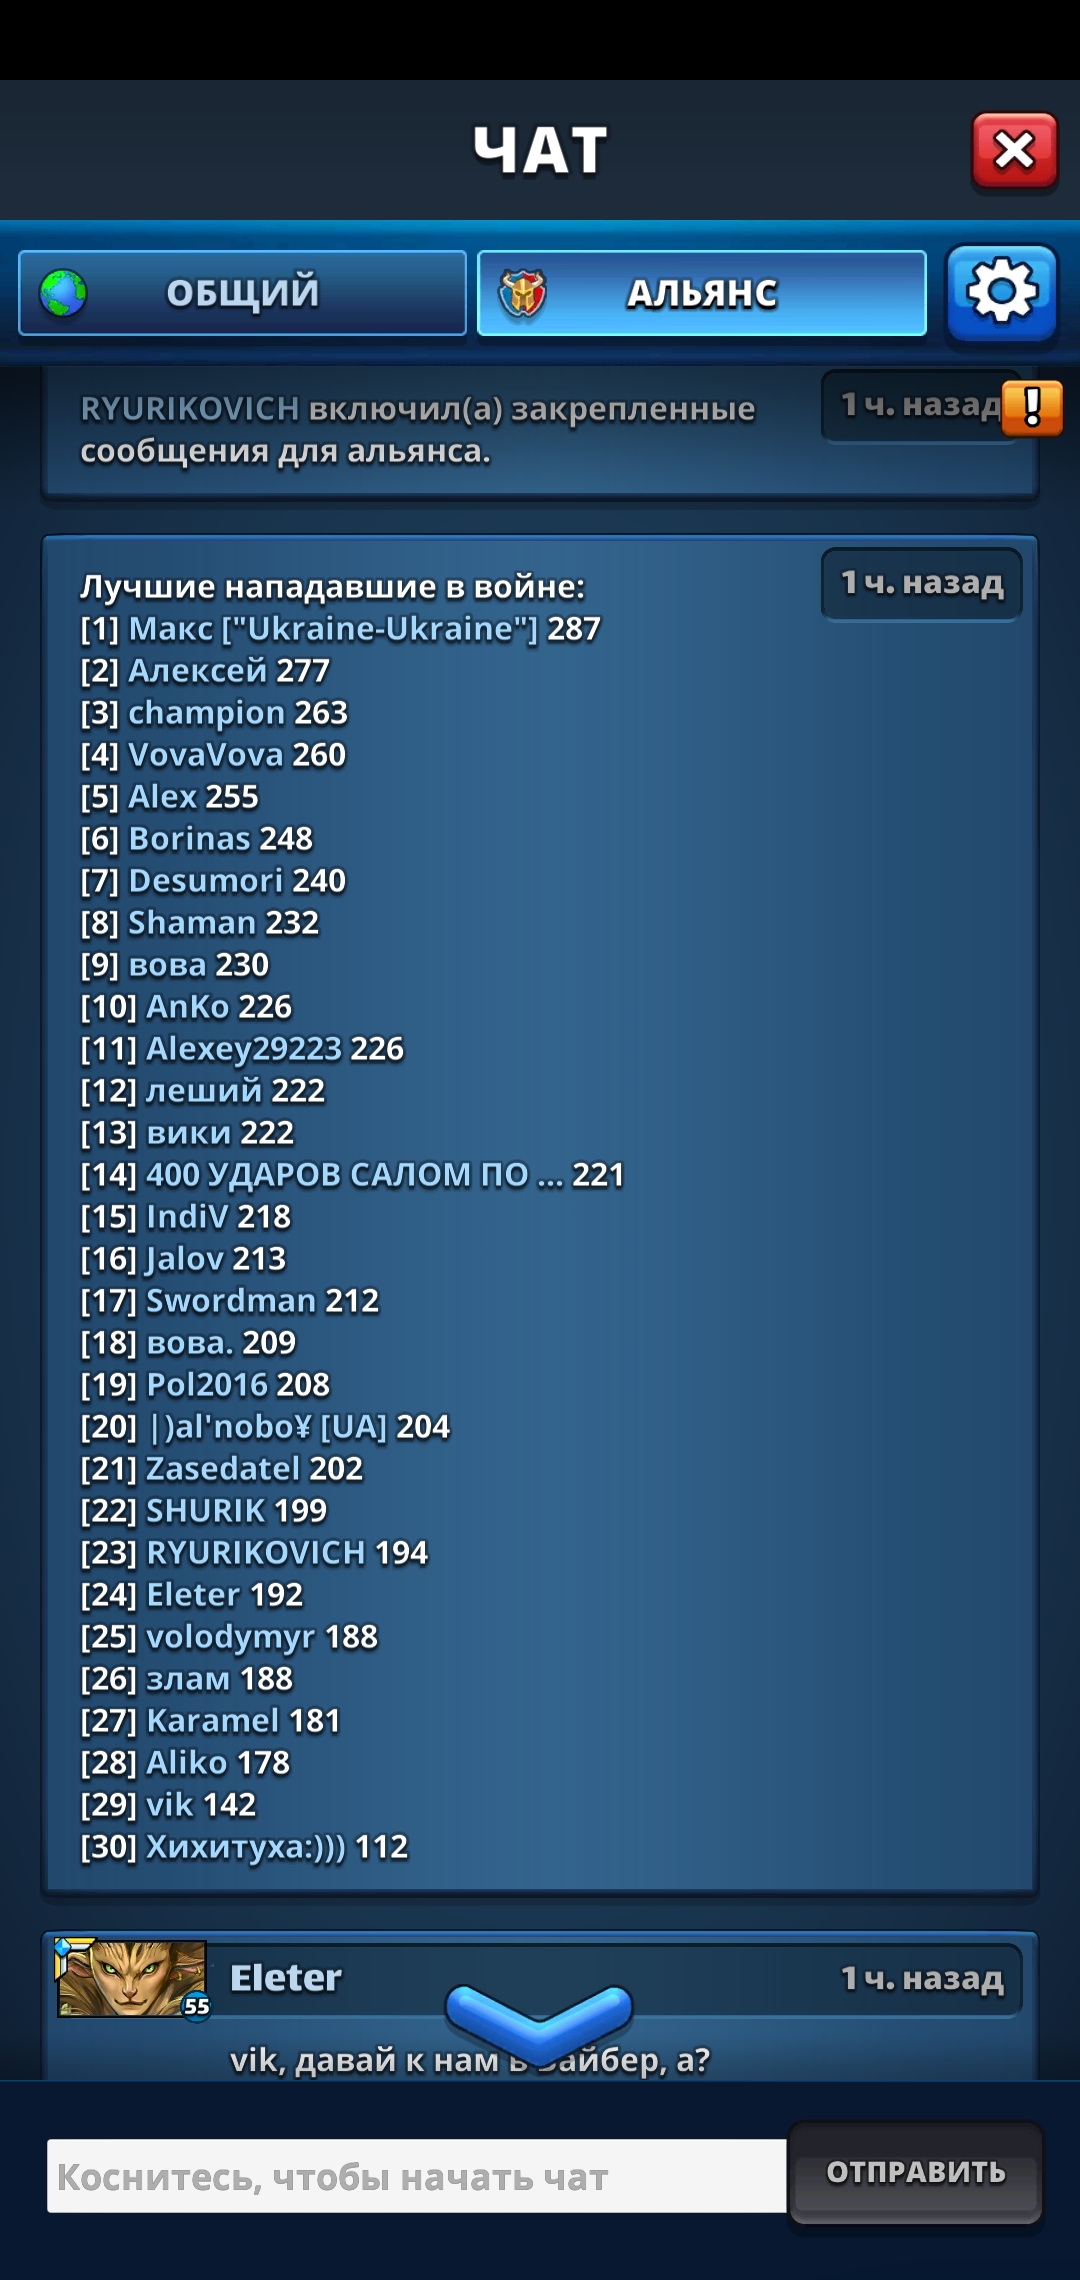 ЧАТ
ОБЩИЙ
АЛЬЯНС
RYURIKOVICH включил(а) закрепленные
сообщения для альянса.
1 ч. назад
!
Лучшие нападавшие в войне:
1 ч. назад
[1] Макс ["Ukraine-Ukraine"] 287
[2] Алексей 277
[3] champion 263
[4] VovaVova 260
[5] Alex 255
[6] Borinas 248
[7] Desumori 240
[8] Shaman 232
[9] вова 230
[10] AnKo 226
[11] Alexey29223 226
[12] леший 222
[13] вики 222
[14] 400 УДАРОВ САЛОМ ПО ... 221
[15] IndiV 218
[16] Jalov 213
[17] Swordman 212
[18] вова. 209
[19] Pol2016 208
[20] |)al'nobo¥ [UA] 204
[21] Zasedatel 202
[22] SHURIK 199
[23] RYURIKOVICH 194
[24] Eleter 192
[25] volodymyr 188
[26] злам 188
[27] Karamel 181
[28] Aliko 178
[29] vik 142
[30] Хихитуха:))) 112
55
Eleter
1 ч. назад
vik, давай к нам в Вайбер, а?
Коснитесь, чтобы начать чат
ОТПРАВИТЬ